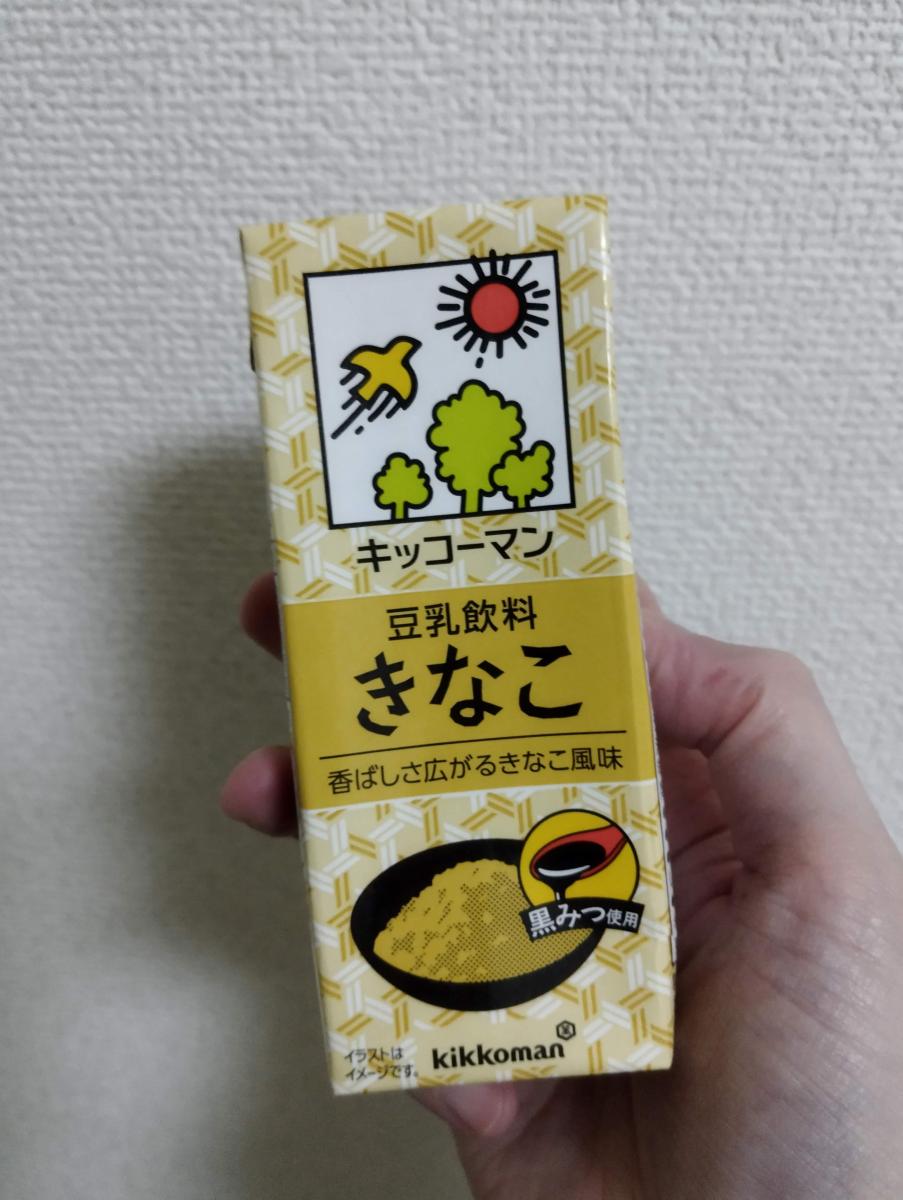 キッコーマン
豆乳飲料
きなこ
香ばしさ広がるきなこ風味
黒みつ使用
イラストは
イメージです。
kikkoman